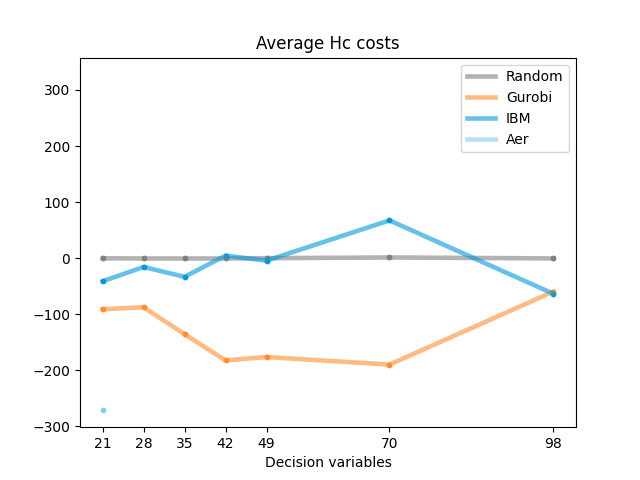 Average Hc costs
300
200
100
0
−100
−200
−300
Random
Gurobi
IBM
Aer
21 28 35 42 49 70 98
Decision variables